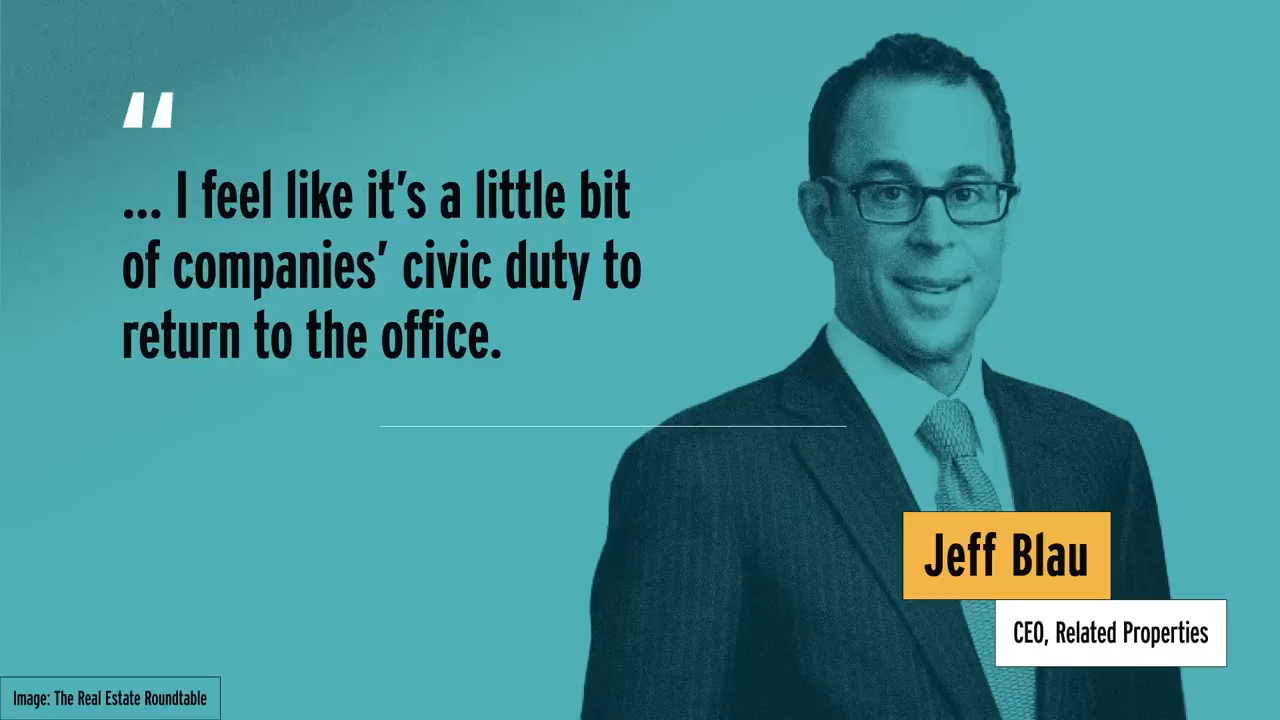 “
... I feel like it’s a little bit
of companies’ civic duty to
return to the office.
Jeff Blau
CEO, Related Properties
Image: The Real Estate Roundtable